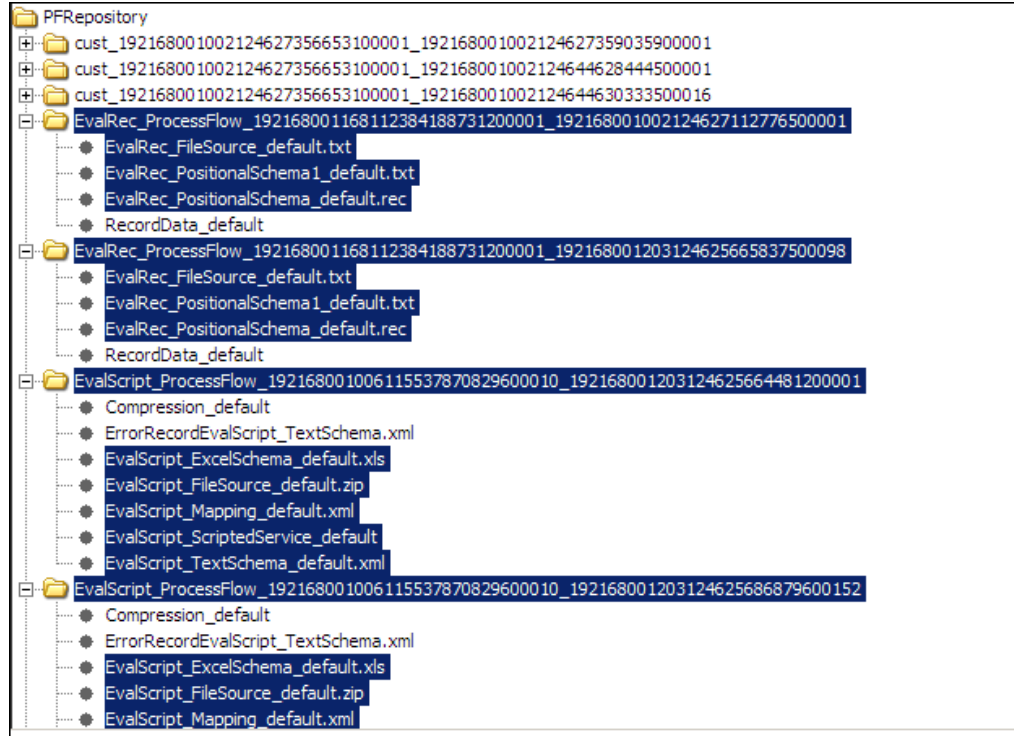 PFRepository
cust_1921680010021246273566531​00001_192168001002124627359035900001
cust_192168001002124627356653100001_192168001002124644628444500001
cust_192168001002124627356653100001_192168001002124644630333500016
EvalRec_ProcessFlow_192168001168112384188731200001_192168001002124627112776500001
EvalRec_FileSource_default.txt
EvalRec_PositionalSchema1_default.txt
EvalRec_PositionalSchema_default.rec
RecordData_default
EvalRec_ProcessFlow_192168001168112384188731200001_192168001203124625665837500098
EvalRec_FileSource_default.txt
EvalRec_PositionalSchema1_default.txt
EvalRec_PositionalSchema_default.rec
RecordData_default
EvalScript_ProcessFlow_192168001006115537870829600010_192168001203124625664481200001
Compression_default
ErrorRecordEvalScript_TextSchema.xml
EvalScript_ExcelSchema_default.xls
EvalScript_FileSource_default.zip
EvalScript_Mapping_default.xml
EvalScript_ScriptedService_default
EvalScript_TextSchema_default.xml
EvalScript_ProcessFlow_192168001006115537870829600010_192168001203124625686879600152
Compression_default
ErrorRecordEvalScript_TextSchema.xml
EvalScript_ExcelSchema_default.xls
EvalScript_FileSource_default.zip
EvalScript_Mapping_default.xml